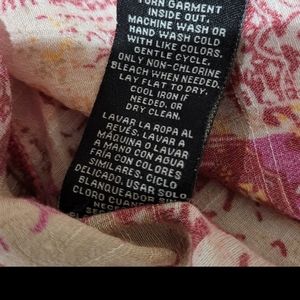 TURN GARMENT
INSIDE OUT.
MACHINE WASH OR
HAND WASH COLD
WITH LIKE COLORS.
GENTLE CYCLE.
ONLY NON-CHLORINE
BLEACH WHEN NEEDED.
LAY FLAT TO DRY.
COOL IRON IF
NEEDED. OR
DRY CLEAN.
LAVAR LA ROPA AL
REVÉS. LAVAR A
MAQUINA O LAVAR
A MANO CON AGUA
FRÍA CON COLORES
SIMILARES. CICLO
DELICADO. USAR SOLO
BLANQUEADOR SIN
CLORO CUANDO